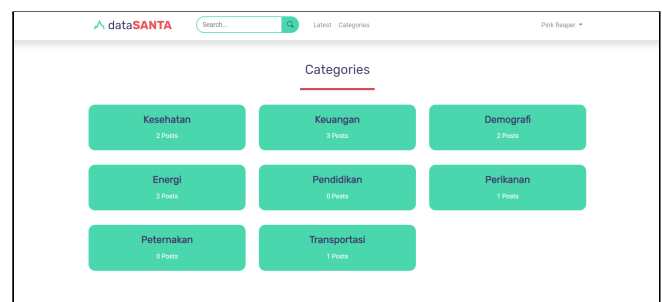 dataSANTA Search... Latest Categories Pink Reaper
Categories
Kesehatan Keuangan Demografi
2 Posts 3 Posts 2 Posts
Energi Pendidikan Perikanan
2 Posts 0 Posts 1 Posts
Peternakan Transportasi
0 Posts 1 Posts